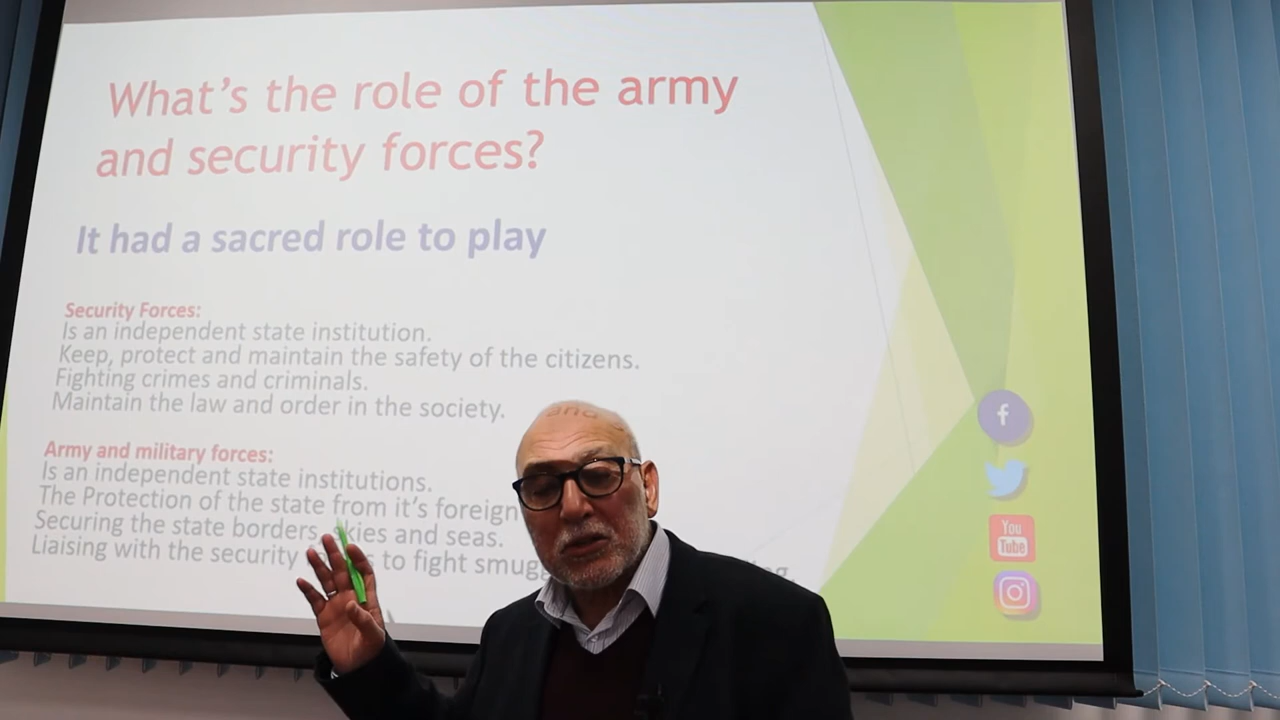 What's the role of the army
and security forces?
It had a sacred role to play
Security Forces:
Is an independent state institution.
Keep, protect and maintain the safety of the citizens.
Fighting crimes and criminals.
Maintain the law and order in the society.
and
Army and military forces:
Is an independent state institutions.
The Protection of the state from it's foreign
Securing the state borders, skies and seas.
Liaising with the security to fight
f
You
Tube